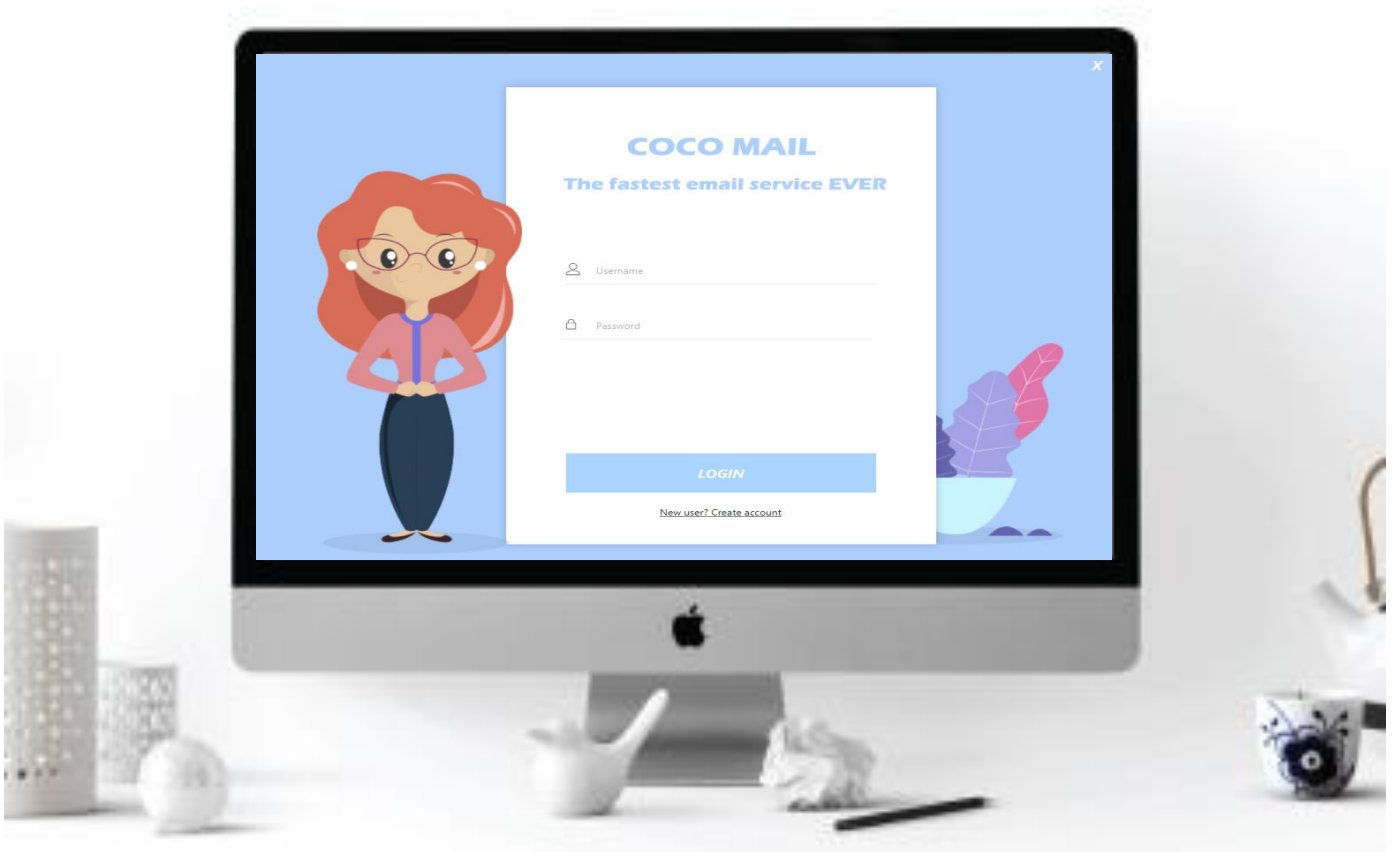 X
COCO MAIL
The fastest email service EVER
Username
Password
LOGIN
New user? Create account